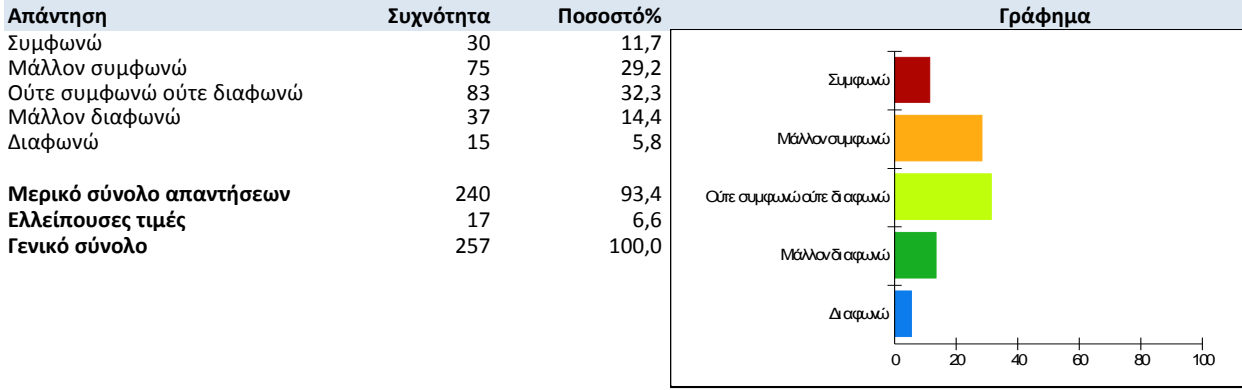 Απάντηση Συχνότητα Ποσοστό% Γράφημα
Συμφωνώ 30 11,7
Μάλλον συμφωνώ 75 29,2
Ούτε συμφωνώ ούτε διαφωνώ 83 32,3
Μάλλον διαφωνώ 37 14,4
Διαφωνώ 15 5,8
Μερικό σύνολο απαντήσεων 240 93,4
Ελλείπουσες τιμές 17 6,6
Γενικό σύνολο 257 100,0
Συμφωνώ
Μάλλον συμφωνώ
Ούτε συμφωνώ ούτε διαφωνώ
Μάλλον διαφωνώ
Διαφωνώ
0 20 40 60 80 100